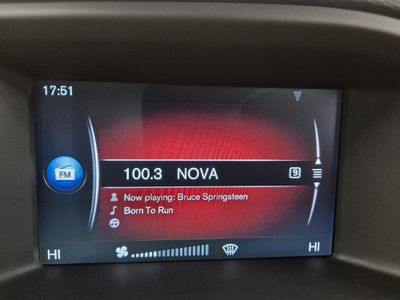 17:51
FM
100.3 NOVA 9
Now playing: Bruce Springsteen
Born To Run
HI HI